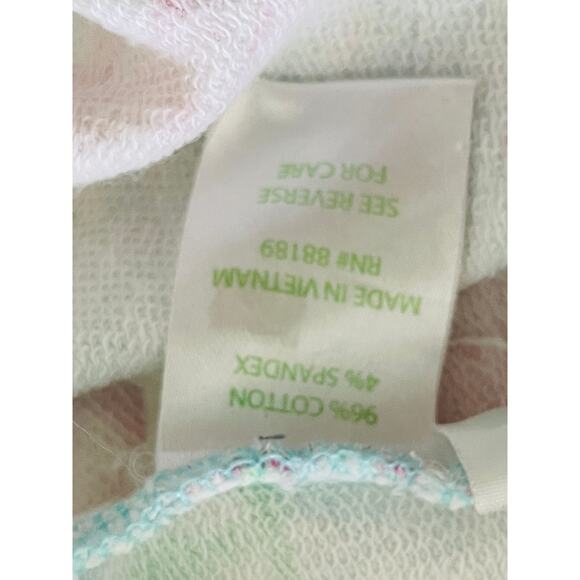 96% COTTON
4% SPANDEX
MADE IN VIETNAM
RN# 88189
SEE REVERSE
FOR CARE